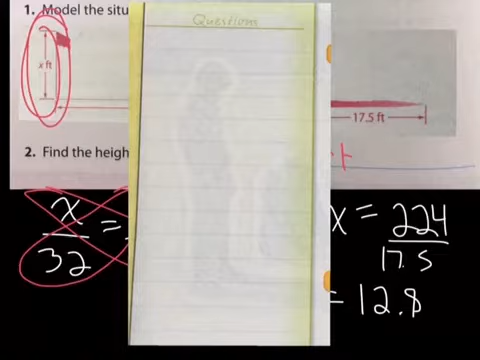 1. Model the situ
Questions
x ft
17.5 ft
2. Find the heigh
x
32
=
x = 224
17.5
= 12.8